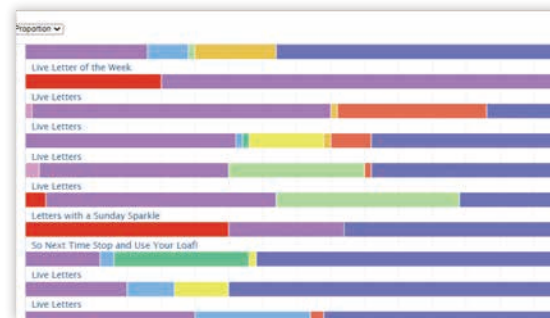 Proportion
Live Letter of the Week
Live Letters
Live Letters
Live Letters
Live Letters
Letters with a Sunday Sparkle
So Next Time Stop and Use Your Loaf!
Live Letters
Live Letters